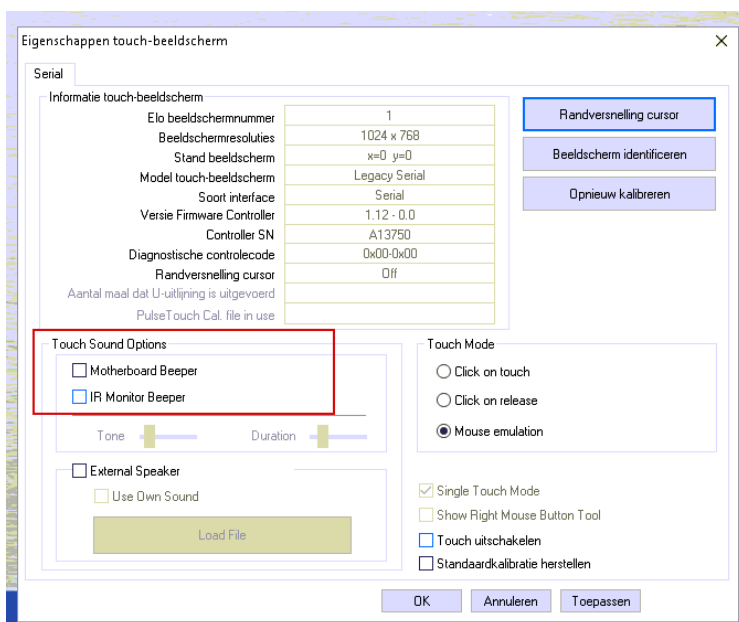 Eigenschappen touch-beeldscherm
Serial
Informatie touch-beeldscherm
Elo beeldschermnummer 1
Beeldschermresoluties 1024 x 768
Stand beeldscherm x=0 y=0
Model touch-beeldscherm Legacy Serial
Soort interface Serial
Versie Firmware Controller 1.12 - 0.0
Controller SN A13750
Diagnostische controlecode 0x00-0x00
Randversnelling cursor Off
Aantal maal dat U-uitlijning is uitgevoerd
PulseTouch Cal. file in use
Randversnelling cursor
Beeldscherm identificeren
Opnieuw kalibreren
Touch Sound Options
Motherboard Beeper
IR Monitor Beeper
Tone Duration
External Speaker
Use Own Sound
Load File
Touch Mode
Click on touch
Click on release
Mouse emulation
Single Touch Mode
Show Right Mouse Button Tool
Touch uitschakelen
Standaardkalibratie herstellen
OK Annuleren Toepassen